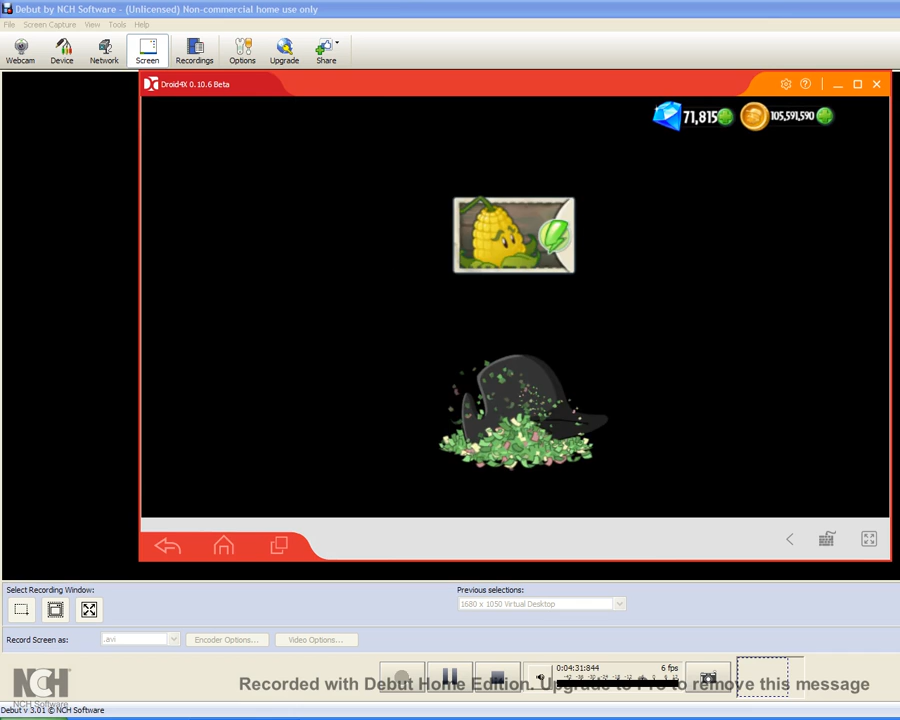 Debut by NCH Software - (Unlicensed) Non-commercial home use only
File Screen Capture View Tools Help
Webcam Device Network Screen Recordings Options Upgrade Share
Droid4X 0.10.6 Beta
71,815 105,591,590
Select Recording Window:
Previous selections:
1680 x 1050 Virtual Desktop
Record Screen as: .avi Encoder Options... Video Options...
0:04:31:844 6 fps
NCH
NCH Software
Recorded with Debut Home Edition. Upgrade to Pro to remove this message
Debut v 3.01 © NCH Software